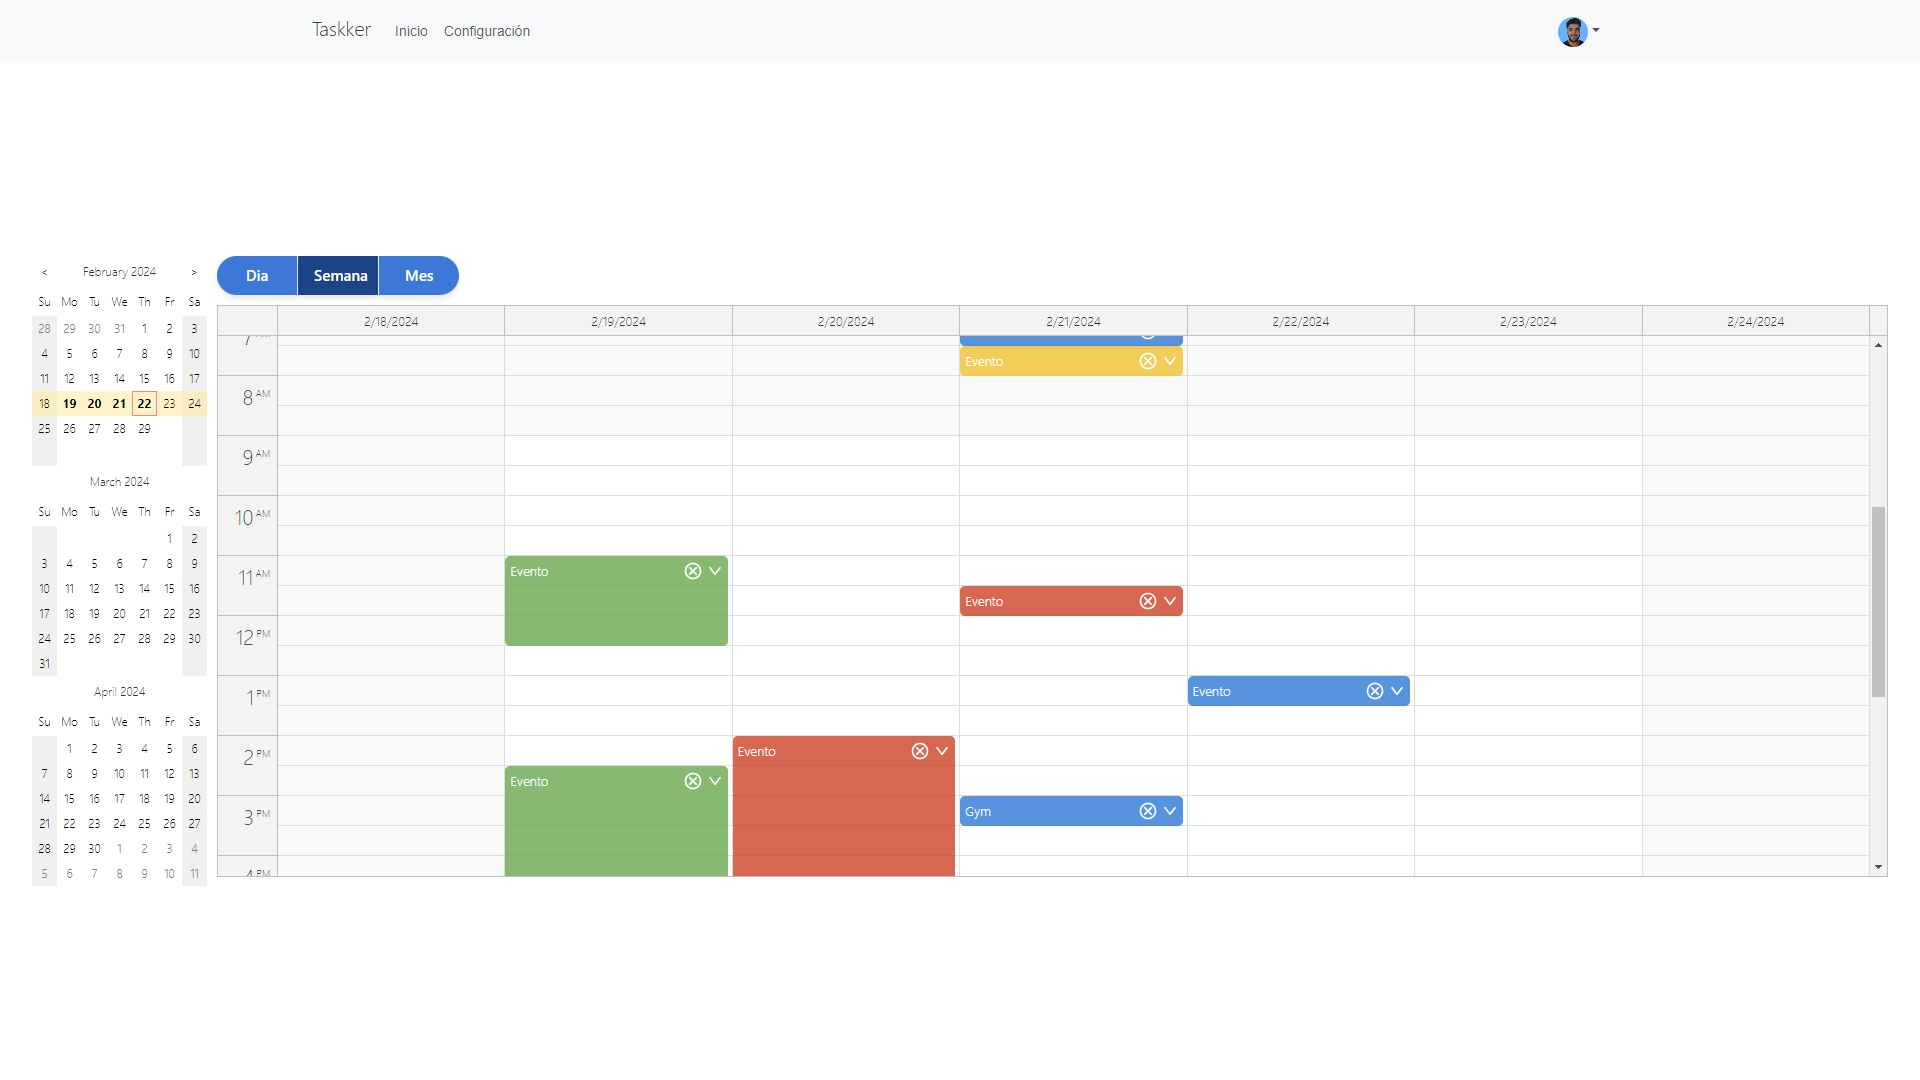 Taskker Inicio Configuración
< February 2024 >
Su Mo Tu We Th Fr Sa
28 29 30 31 1 2 3
4 5 6 7 8 9 10
11 12 13 14 15 16 17
18 19 20 21 22 23 24
25 26 27 28 29
March 2024
Su Mo Tu We Th Fr Sa
1 2
3 4 5 6 7 8 9
10 11 12 13 14 15 16
17 18 19 20 21 22 23
24 25 26 27 28 29 30
31
April 2024
Su Mo Tu We Th Fr Sa
1 2 3 4 5 6
7 8 9 10 11 12 13
14 15 16 17 18 19 20
21 22 23 24 25 26 27
28 29 30 1 2 3 4
5 6 7 8 9 10 11
Dia Semana Mes
2/18/2024 2/19/2024 2/20/2024 2/21/2024 2/22/2024 2/23/2024 2/24/2024
Evento
8 AM
9 AM
10 AM
11 AM Evento
Evento
12 PM
1 PM Evento
2 PM Evento
Evento
3 PM Gym
4 PM